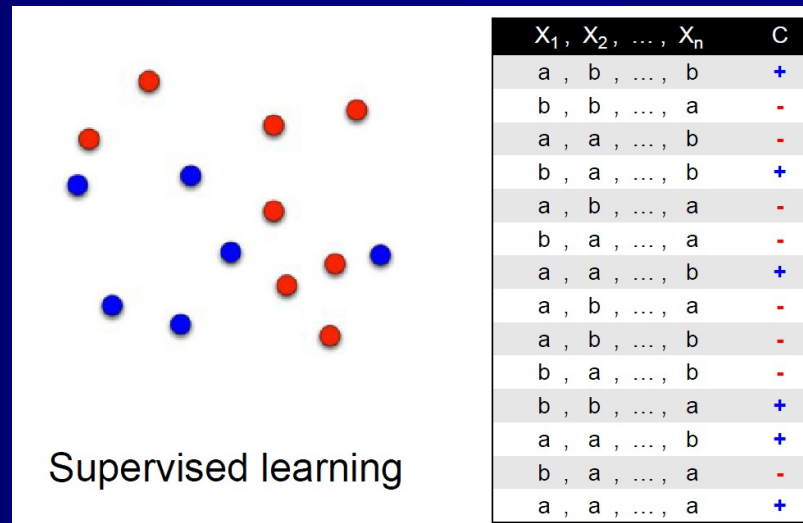 X1 , X2 , ... , Xn C
a , b , ... , b +
b , b , ... , a -
a , a , ... , b -
b , a , ... , b +
a , b , ... , a -
b , a , ... , a -
a , a , ... , b +
a , b , ... , a -
a , b , ... , b -
b , a , ... , b -
b , b , ... , a +
a , a , ... , b +
b , a , ... , a -
a , a , ... , a +
Supervised learning